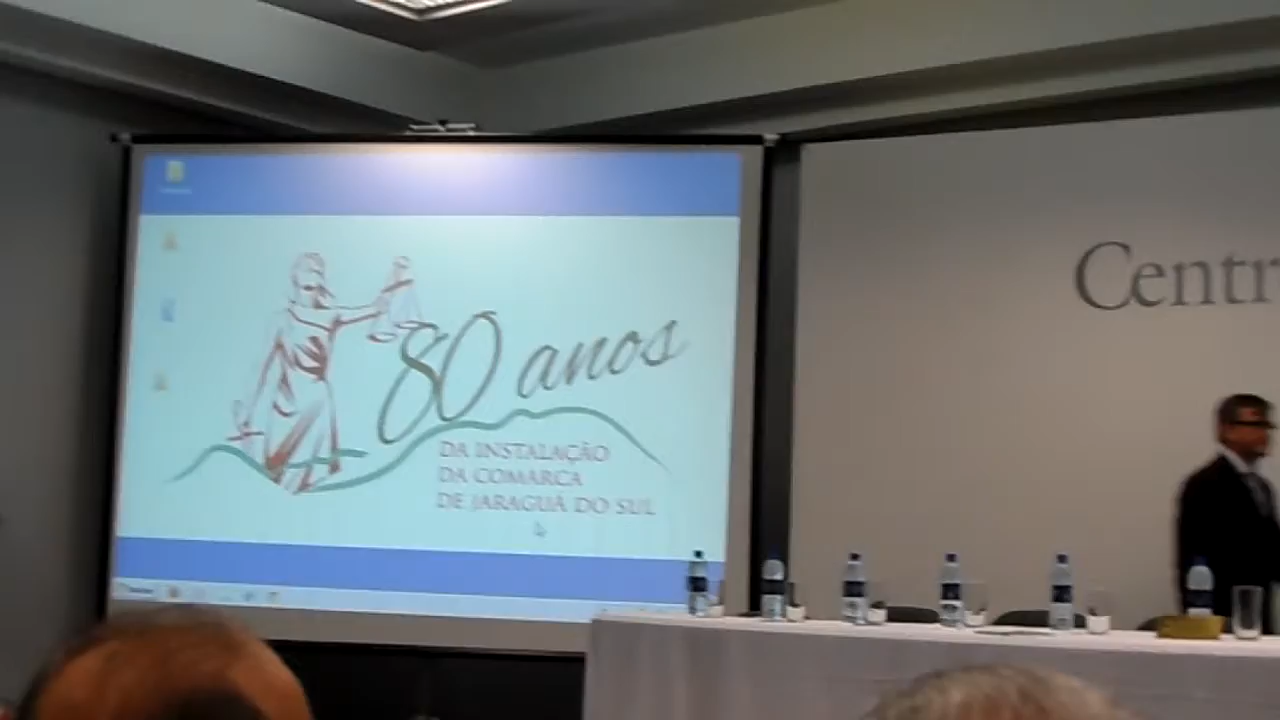 80 anos
DA INSTALAÇÃO
DA COMARCA
DE JARAGUÁ DO SUL
Centr